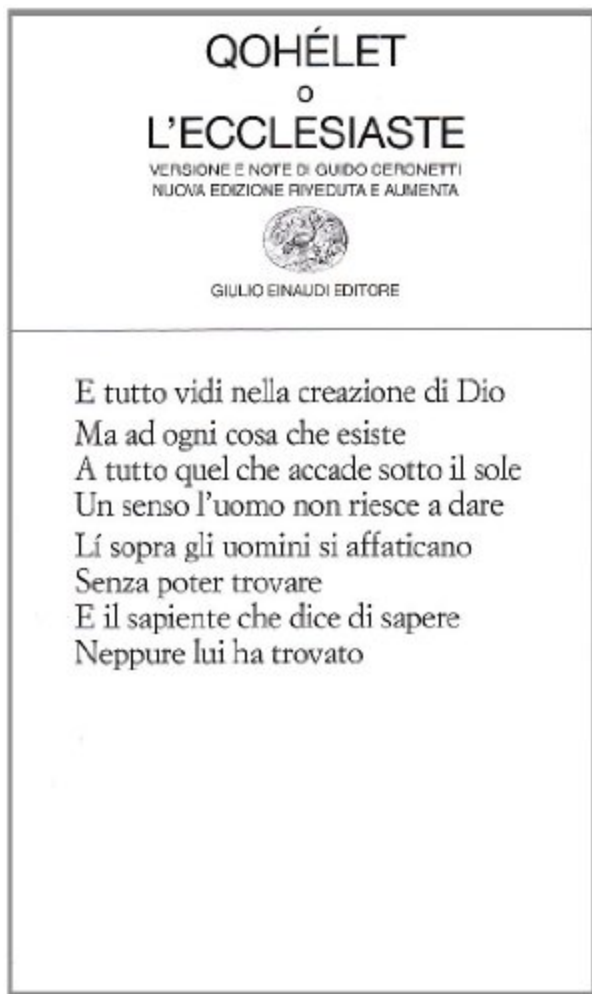 QOHÉLET
o
L'ECCLESIASTE
VERSIONE E NOTE DI GUIDO CERONETTI
NUOVA EDIZIONE RIVEDUTA E AUMENTA
GIULIO EINAUDI EDITORE
E tutto vidi nella creazione di Dio
Ma ad ogni cosa che esiste
A tutto quel che accade sotto il sole
Un senso l'uomo non riesce a dare
Lí sopra gli uomini si affaticano
Senza poter trovare
E il sapiente che dice di sapere
Neppure lui ha trovato